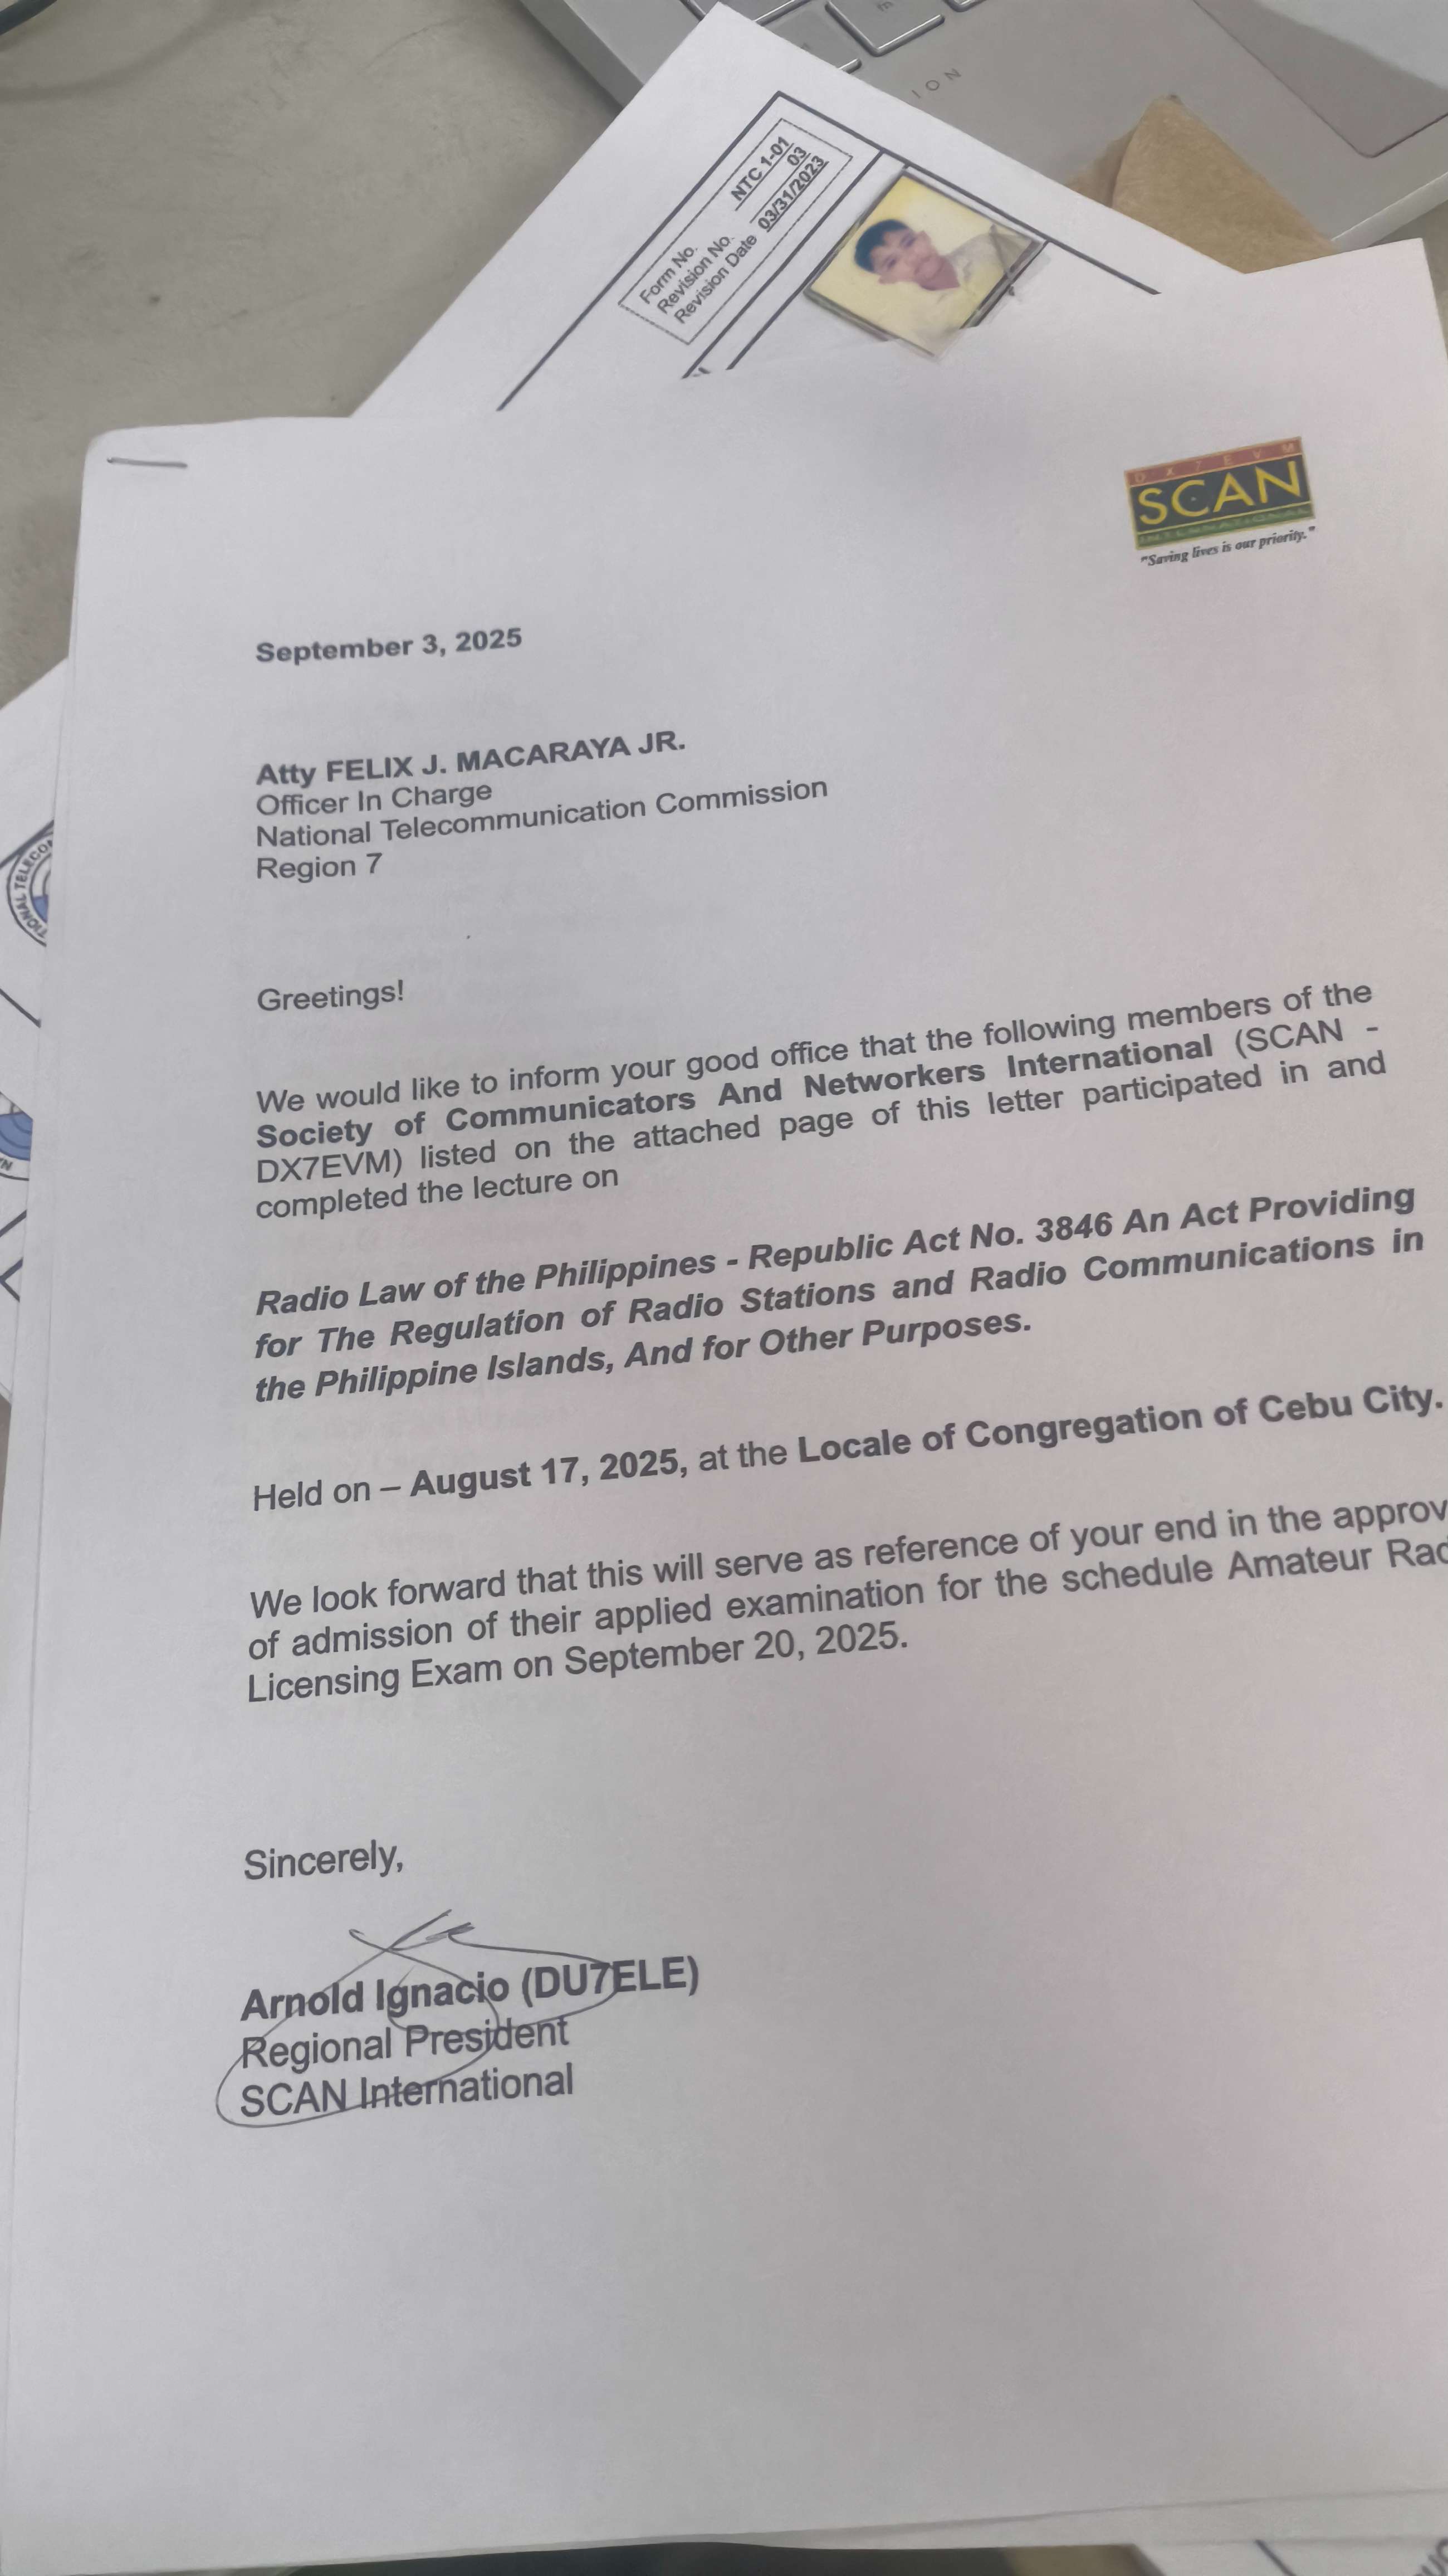 ION
Form No. NTC 1-01
Revision No. 03
Revision Date 03/31/2023
DX7EVM
SCAN
INTERNATIONAL
"Saving lives is our priority."
September 3, 2025
Atty FELIX J. MACARAYA JR.
Officer In Charge
National Telecommunication Commission
Region 7
Greetings!
We would like to inform your good office that the following members of the
Society of Communicators And Networkers International (SCAN -
DX7EVM) listed on the attached page of this letter participated in and
completed the lecture on
Radio Law of the Philippines - Republic Act No. 3846 An Act Providing
for The Regulation of Radio Stations and Radio Communications in
the Philippine Islands, And for Other Purposes.
Held on – August 17, 2025, at the Locale of Congregation of Cebu City.
We look forward that this will serve as reference of your end in the approv
of admission of their applied examination for the schedule Amateur Rad
Licensing Exam on September 20, 2025.
Sincerely,
Arnold Ignacio (DU7ELE)
Regional President
SCAN International